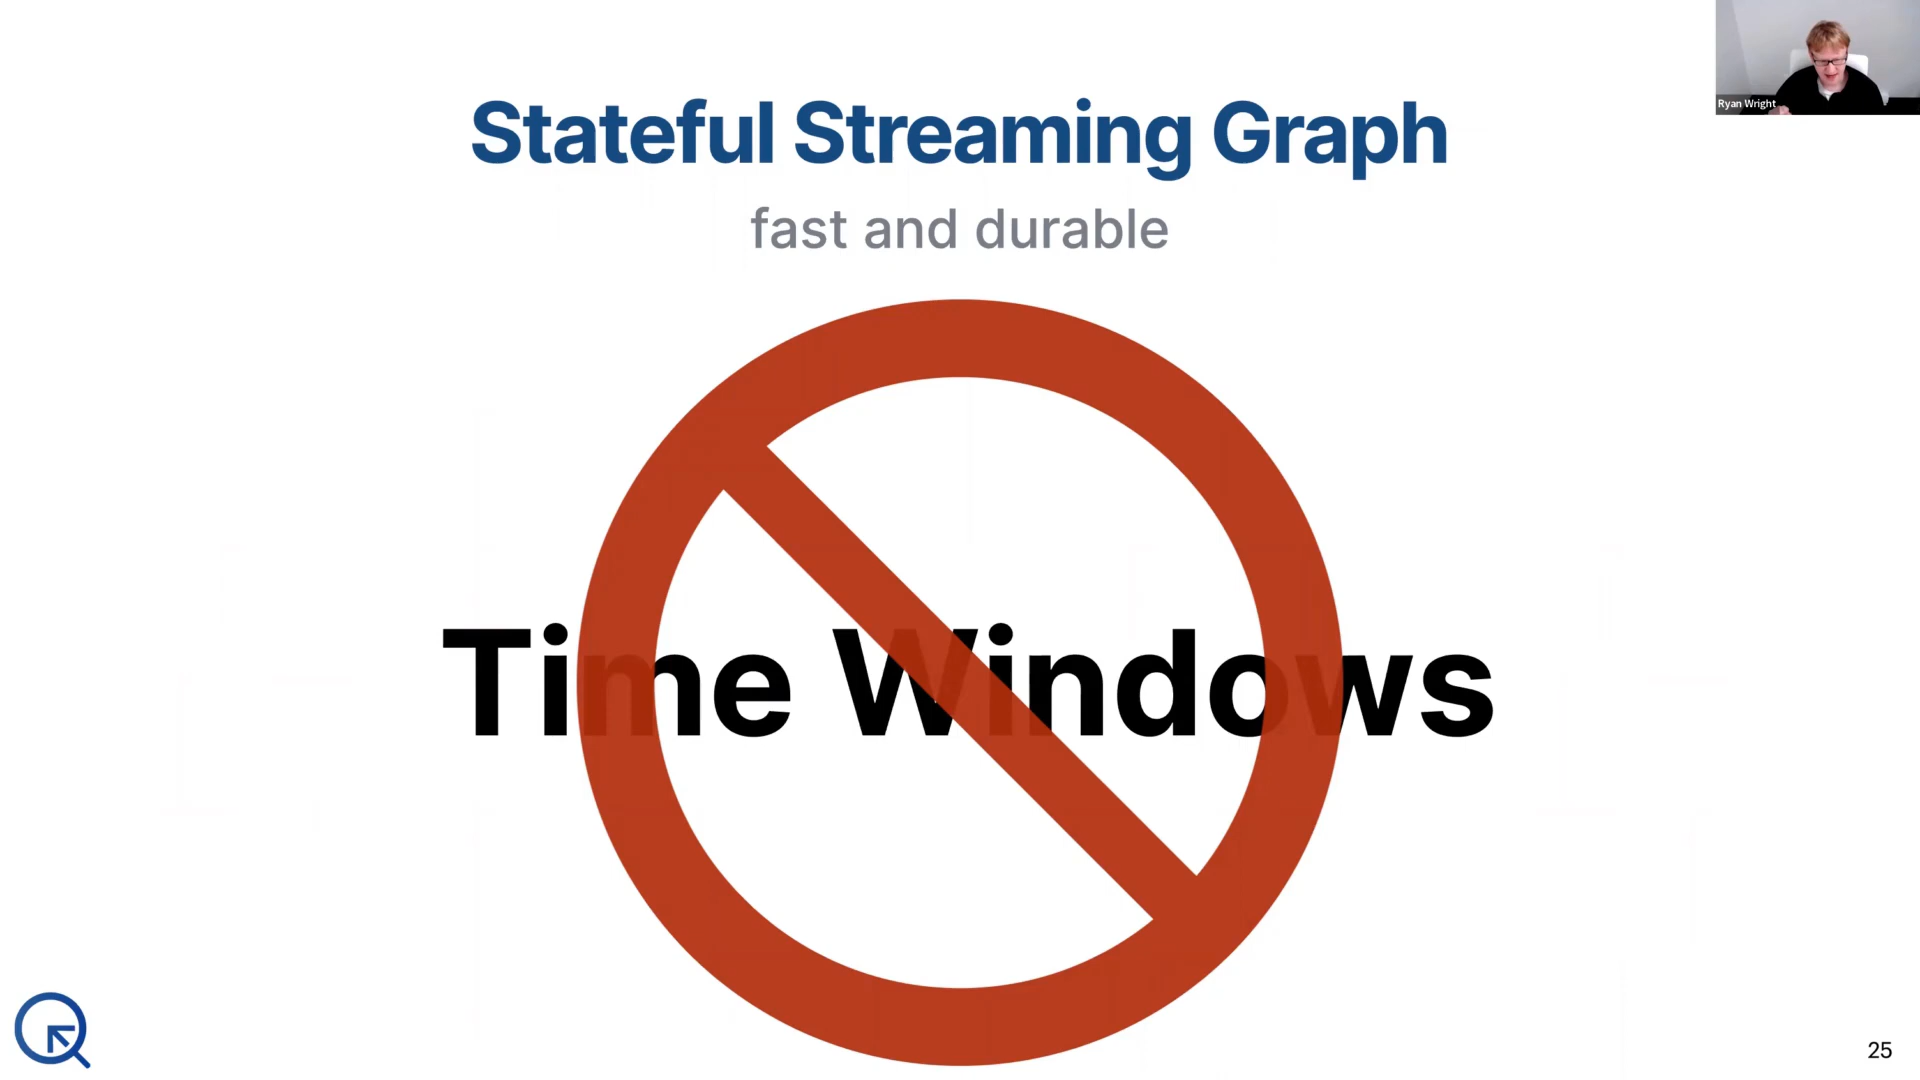 Stateful Streaming Graph
fast and durable
Time Windows
Ryan Wright
25